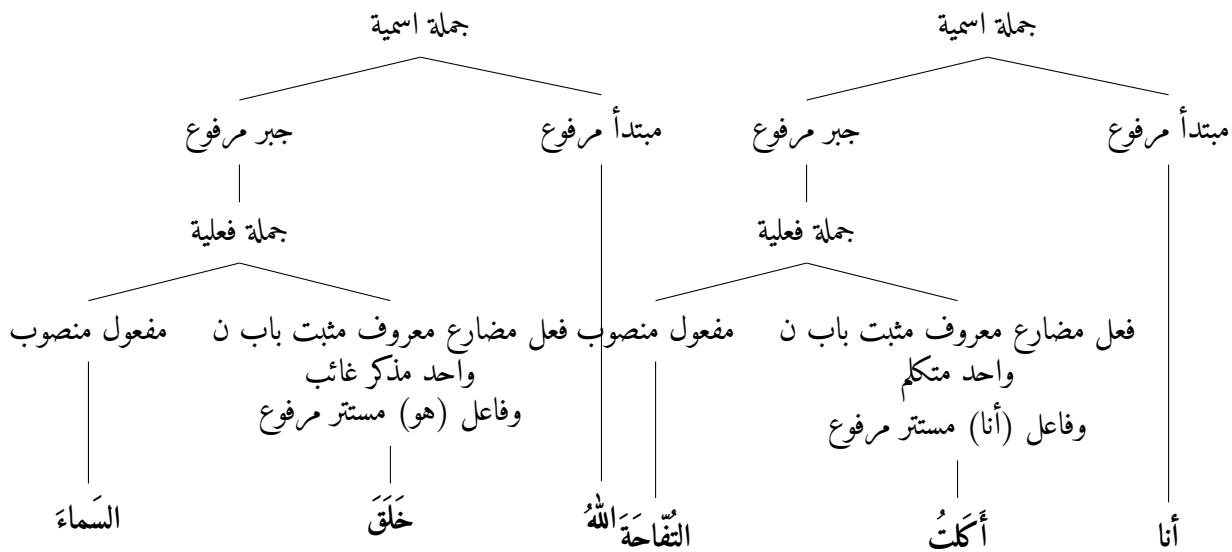 جملة اسمية
جملة اسمية
مبتدأ مرفوع
جبر مرفوع
مبتدأ مرفوع
جبر مرفوع
جملة فعلية
جملة فعلية
فعل مضارع معروف مثبت باب ن
واحد متكلم
وفاعل (أنا) مستتر مرفوع
مفعول منصوب
فعل مضارع معروف مثبت باب ن
واحد مذكر غائب
وفاعل (هو) مستتر مرفوع
مفعول منصوب
أنا
أَكَلتُ
التُفّاحَةَ
اللهُ
خَلَقَ
السَماءَ